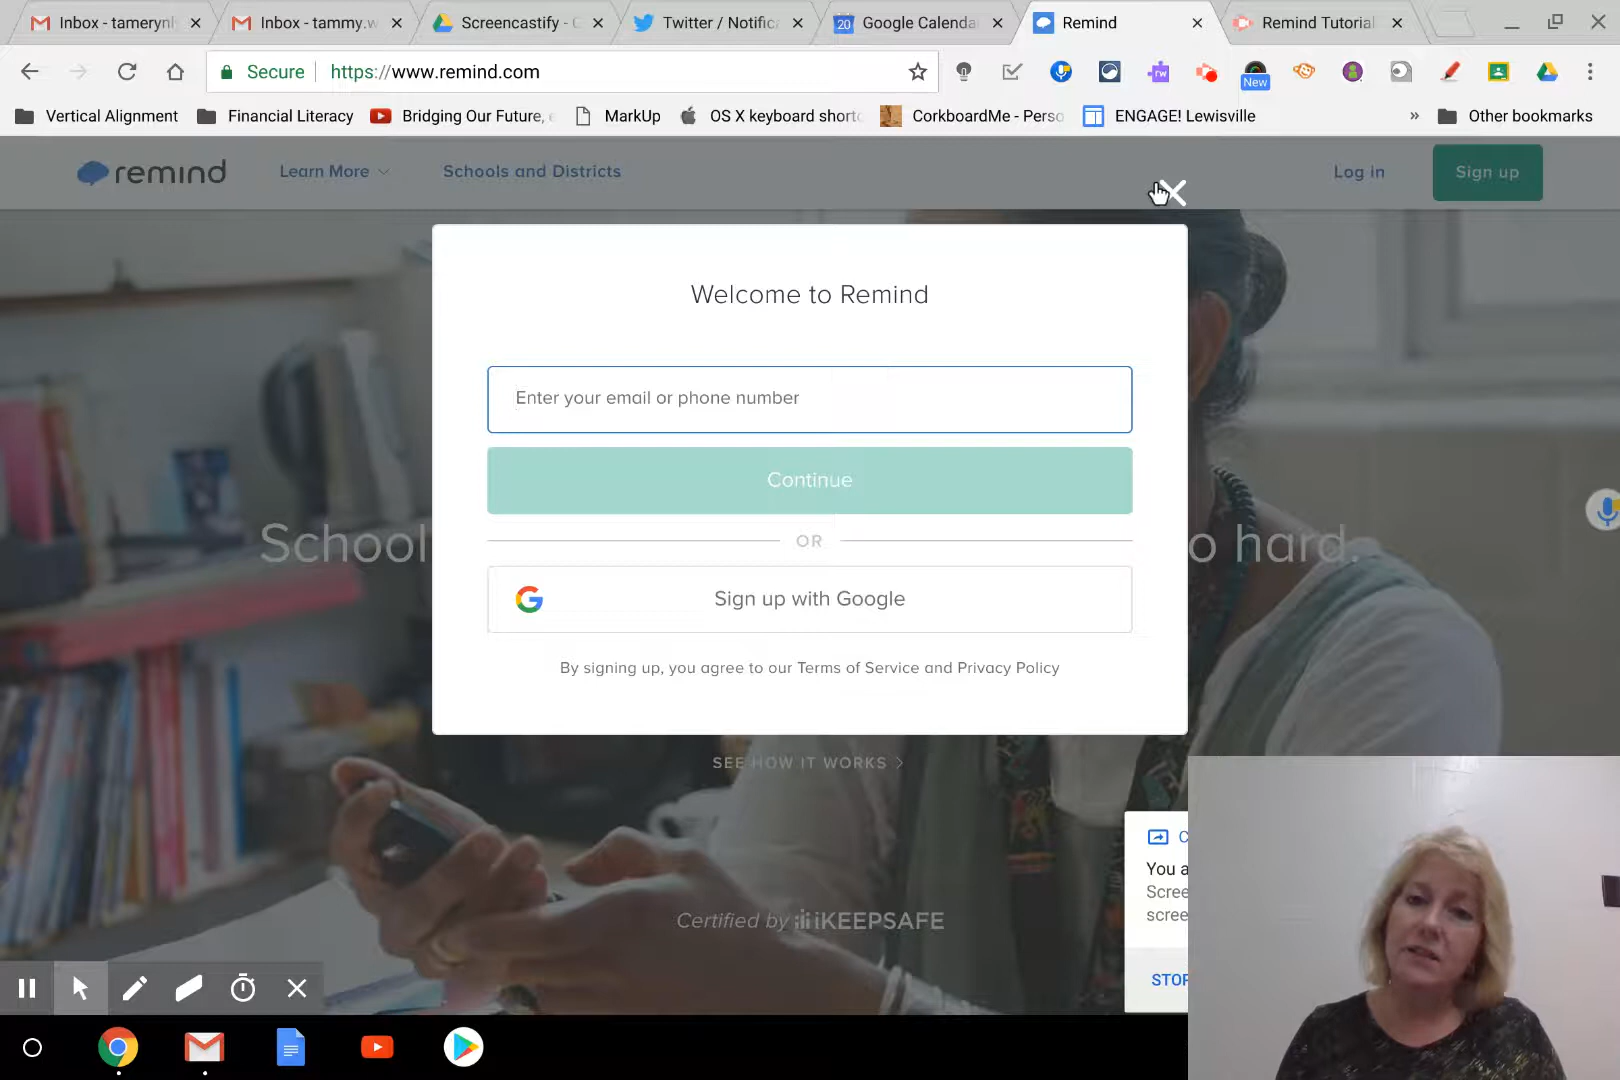 Inbox - tameryn
Inbox - tammy.w
Screencastify -
Twitter / Notific
20
Google Calenda
Remind
Remind Tutorial
Secure
https://www.remind.com
rw
New
Vertical Alignment
Financial Literacy
Bridging Our Future,
MarkUp
OS X keyboard short
CorkboardMe - Perso
ENGAGE! Lewisville
»
Other bookmarks
remind
Learn More
Schools and Districts
Log in
Sign up
Welcome to Remind
Enter your email or phone number
Continue
OR
Sign up with Google
By signing up, you agree to our Terms of Service and Privacy Policy
School
o hard.
SEE HOW IT WORKS >
Certified by iKEEPSAFE
C
You a
Scree
scree
STOP